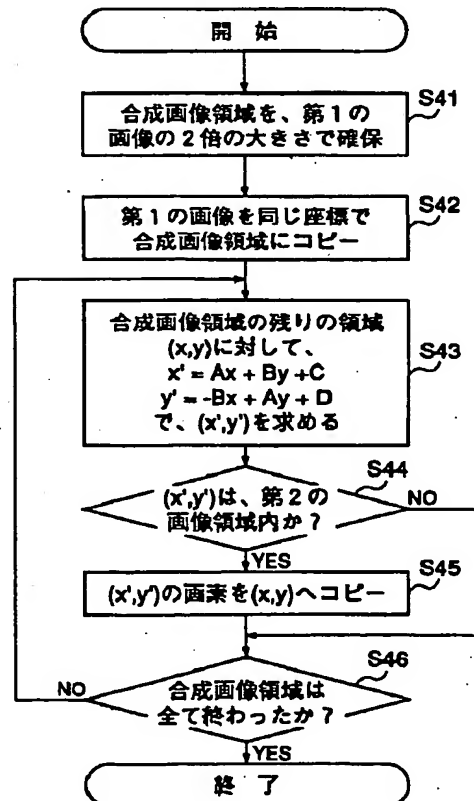 開始
S41
合成画像領域を、第1の
画像の2倍の大きさで確保
S42
第1の画像を同じ座標で
合成画像領域にコピー
S43
合成画像領域の残りの領域
(x,y)に対して、
x' = Ax + By +C
y' = -Bx + Ay + D
で、(x',y')を求める
S44
(x',y')は、第2の
画像領域内か?
NO
YES
S45
(x',y')の画素を(x,y)へコピー
S46
NO
合成画像領域は
全て終わったか?
YES
終了